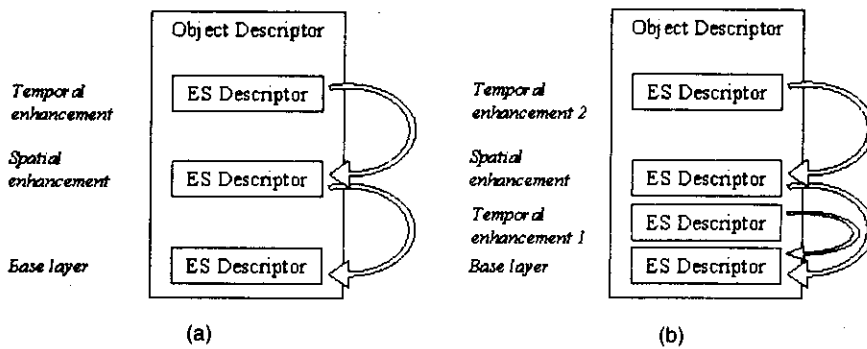 Object Descriptor
Temporal
enhancement
ES Descriptor
Spatial
enhancement
ES Descriptor
Base layer
ES Descriptor
(a)
Object Descriptor
Temporal
enhancement 2
ES Descriptor
Spatial
enhancement
ES Descriptor
Temporal
enhancement 1
ES Descriptor
Base layer
ES Descriptor
(b)